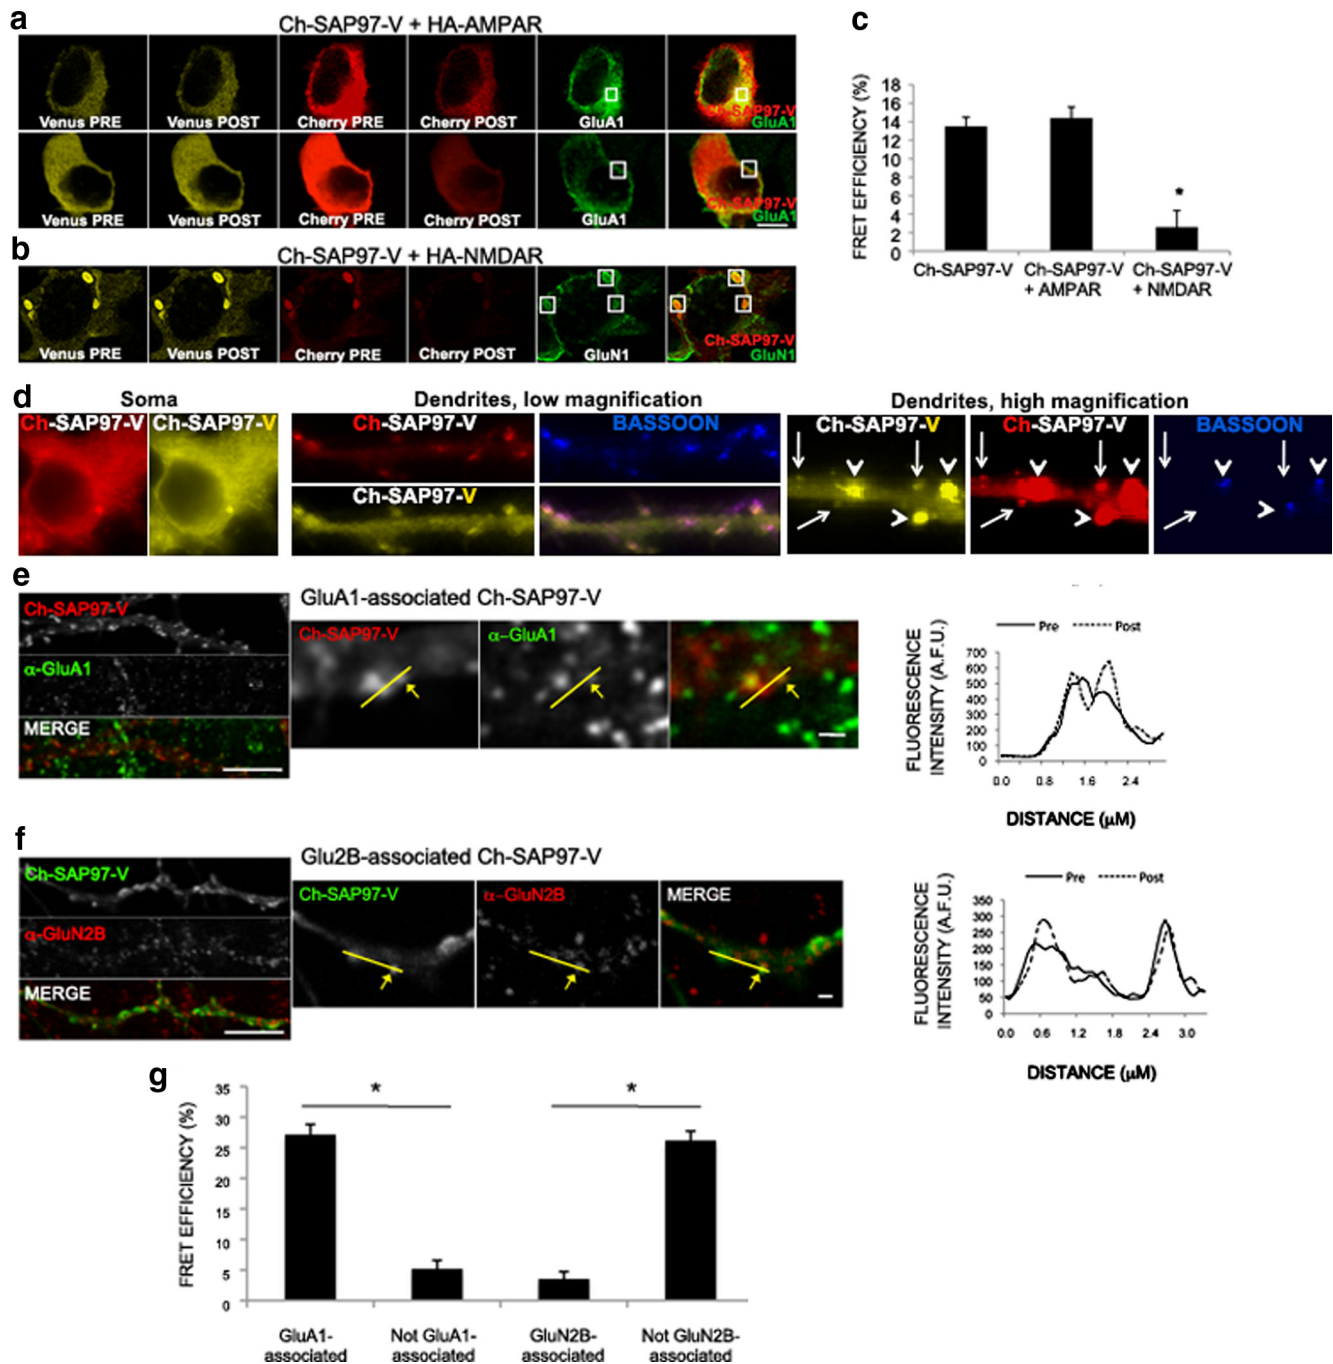 a
Ch-SAP97-V + HA-AMPAR
Venus PRE Venus POST Cherry PRE Cherry POST GluA1 Ch-SAP97-V
GluA1
Venus PRE Venus POST Cherry PRE Cherry POST GluA1 Ch-SAP97-V
GluA1
b
Ch-SAP97-V + HA-NMDAR
Venus PRE Venus POST Cherry PRE Cherry POST GluN1 Ch-SAP97-V
GluN1
c
FRET EFFICIENCY (%)
18
16
14
12
10
8
6
4
2
0
*
Ch-SAP97-V Ch-SAP97-V Ch-SAP97-V
+ AMPAR + NMDAR
d
Soma Dendrites, low magnification Dendrites, high magnification
Ch-SAP97-V Ch-SAP97-V Ch-SAP97-V BASSOON Ch-SAP97-V Ch-SAP97-V BASSOON
Ch-SAP97-V
e
GluA1-associated Ch-SAP97-V
Ch-SAP97-V
α-GluA1
MERGE
Ch-SAP97-V α-GluA1
Pre Post
FLUORESCENCE
INTENSITY (A.F.U.)
700
600
500
400
300
200
100
0
0.0 0.8 1.6 2.4
DISTANCE (μM)
f
Glu2B-associated Ch-SAP97-V
Ch-SAP97-V
α-GluN2B
MERGE
Ch-SAP97-V α-GluN2B MERGE
Pre Post
FLUORESCENCE
INTENSITY (A.F.U.)
350
300
250
200
150
100
50
0
0.0 0.6 1.2 1.8 2.4 3.0
DISTANCE (μM)
g
FRET EFFICIENCY (%)
35
30
25
20
15
10
5
0
* *
GluA1- Not GluA1- GluN2B- Not GluN2B-
associated associated associated associated